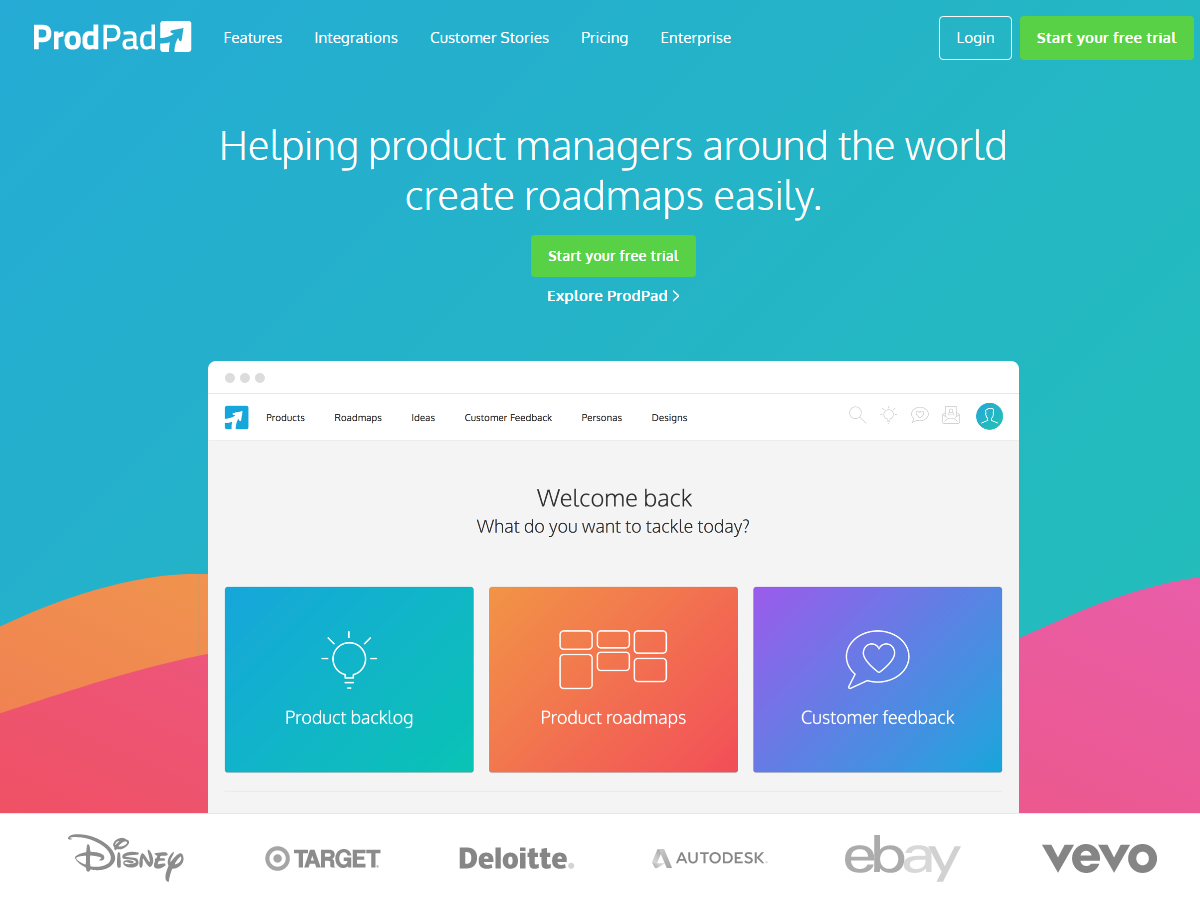 ProdPad
Features Integrations Customer Stories Pricing Enterprise Login Start your free trial
Helping product managers around the world
create roadmaps easily.
Start your free trial
Explore ProdPad
Products Roadmaps Ideas Customer Feedback Personas Designs
Welcome back
What do you want to tackle today?
Product backlog Product roadmaps Customer feedback
Disney TARGET Deloitte. AUTODESK ebay vevo